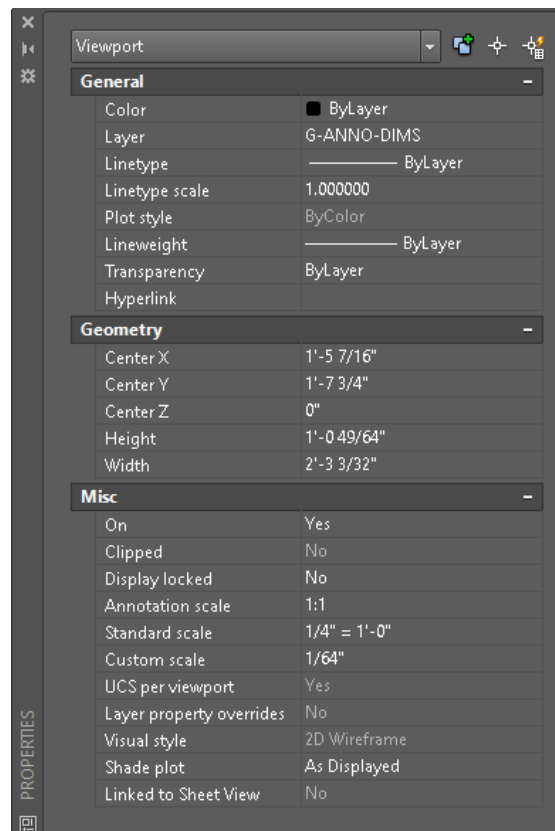 Viewport
General
Color ByLayer
Layer G-ANNO-DIMS
Linetype ByLayer
Linetype scale 1.000000
Plot style ByColor
Lineweight ByLayer
Transparency ByLayer
Hyperlink
Geometry
Center X 1'-5 7/16"
Center Y 1'-7 3/4"
Center Z 0"
Height 1'-0 49/64"
Width 2'-3 3/32"
Misc
On Yes
Clipped No
Display locked No
Annotation scale 1:1
Standard scale 1/4" = 1'-0"
Custom scale 1/64"
UCS per viewport Yes
Layer property overrides No
Visual style 2D Wireframe
Shade plot As Displayed
Linked to Sheet View No
PROPERTIES